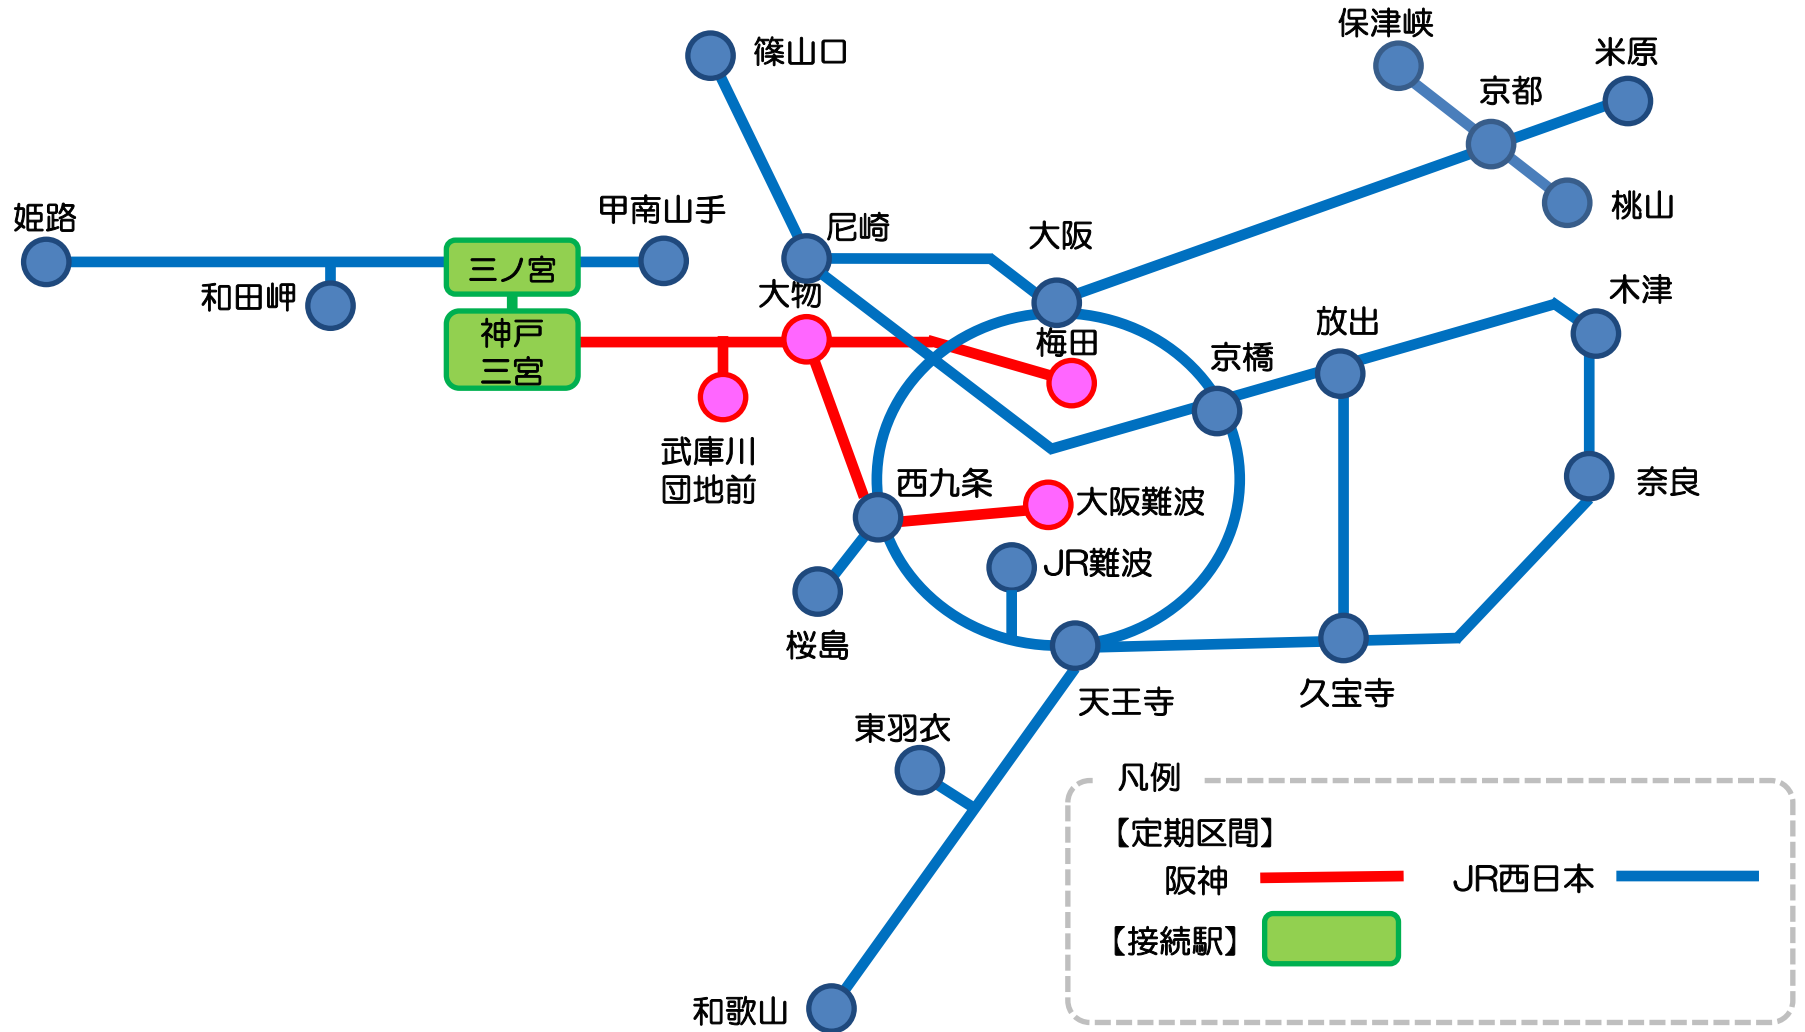 保津峡
篠山口
米原
京都
姫路
甲南山手
尼崎
大阪
桃山
三ノ宮
和田岬
大物
木津
神戸
三宮
梅田
放出
京橋
武庫川
団地前
西九条
大阪難波
奈良
JR難波
桜島
天王寺
久宝寺
東羽衣
凡例
【定期区間】
阪神
JR西日本
【接続駅】
和歌山